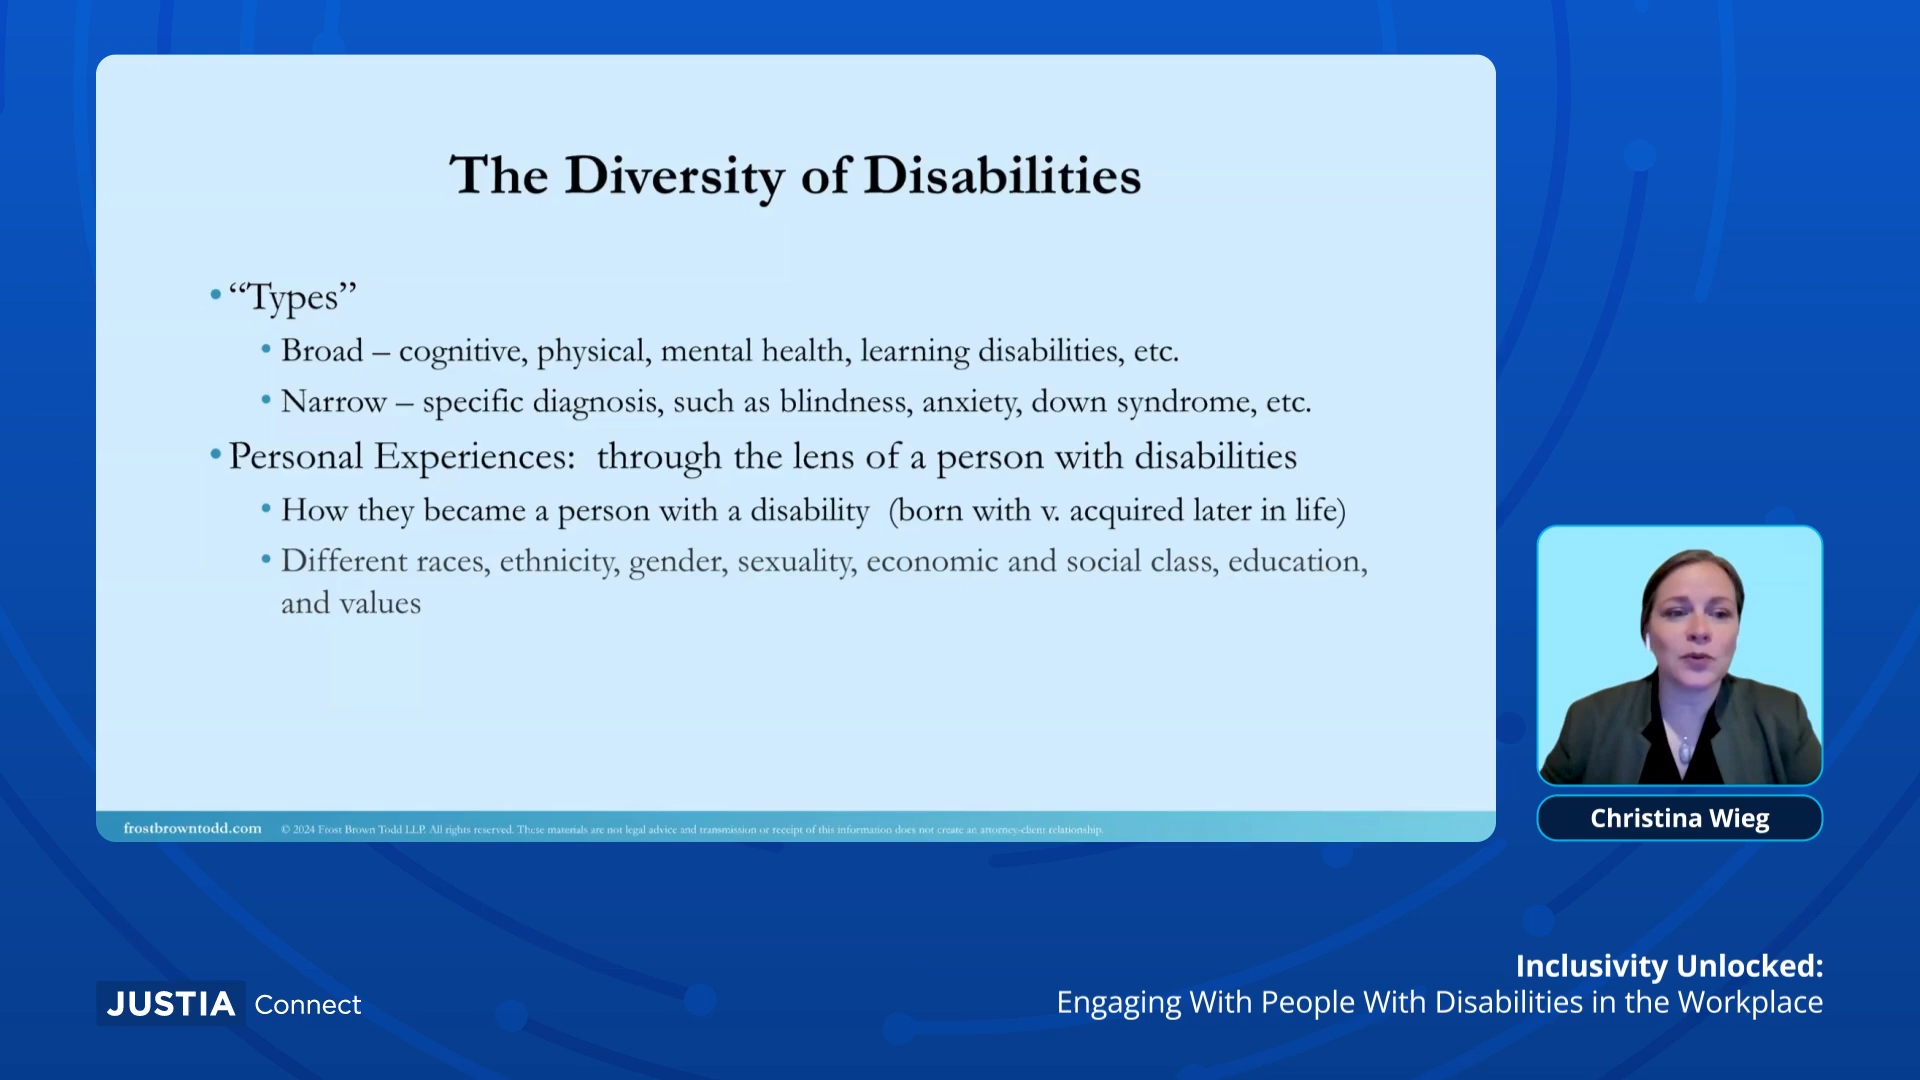 The Diversity of Disabilities
• “Types”
• Broad – cognitive, physical, mental health, learning disabilities, etc.
• Narrow – specific diagnosis, such as blindness, anxiety, down syndrome, etc.
• Personal Experiences:  through the lens of a person with disabilities
• How they became a person with a disability  (born with v. acquired later in life)
• Different races, ethnicity, gender, sexuality, economic and social class, education,
and values
frostbrowntodd.com © 2024 Frost Brown Todd LLP. All rights reserved. These materials are not legal advice and transmission or receipt of this information does not create an attorney-client relationship.
Christina Wieg
Inclusivity Unlocked:
Engaging With People With Disabilities in the Workplace
JUSTIA Connect